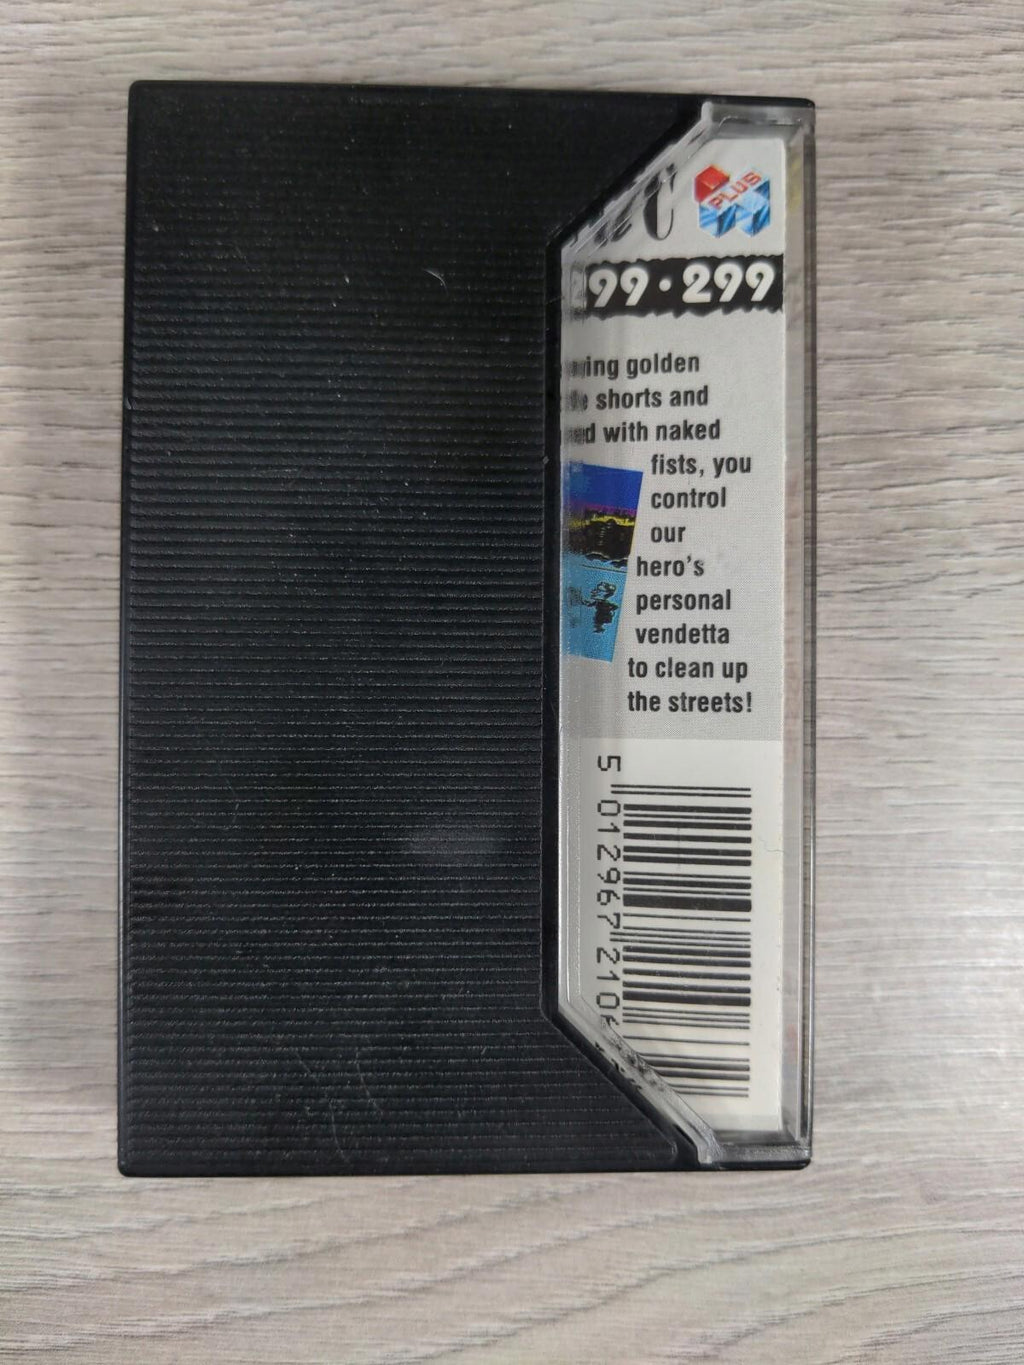 C
PLUS
99 · 299
golden
shorts and
with naked
fists, you
control
our
hero's
personal
vendetta
to clean up
the streets!
5 012967 210